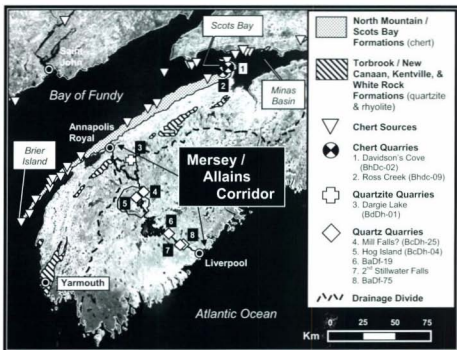 Saint
John
Scots
Bay
Bay of Fundy
Minas
Basin
Annapolis
Royal
Brier
Island
Mersey /
Allains
Corridor
Liverpool
Yarmouth
Atlantic Ocean
1
2
3
4
5
6
7
8
North Mountain /
Scots Bay
Formations (chert)
Torbrook / New
Canaan, Kentville, &
White Rock
Formations (quartzite
& rhyolite)
Chert Sources
Chert Quarries
1. Davidson's Cove
(BhDc-02)
2. Ross Creek (Bhdc-09)
Quartzite Quarries
3. Dargie Lake
(BdDh-01)
Quartz Quarries
4. Mill Falls? (BcDh-25)
5. Hog Island (BcDh-04)
6. BaDf-19
7. 2nd Stillwater Falls
8. BaDf-75
Drainage Divide
Km 0 25 50 75